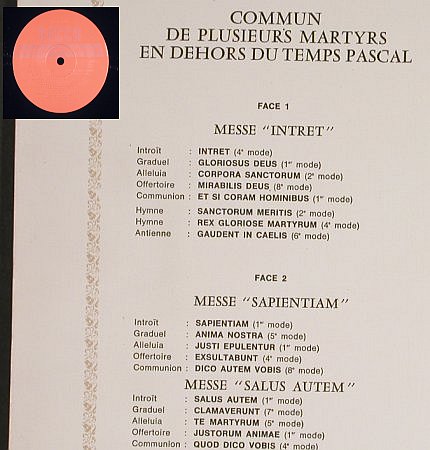 COMMUN
DE PLUSIEURS MARTYRS
EN DEHORS DU TEMPS PASCAL
FACE 1
MESSE "INTRET"
Introït : INTRET (4e mode)
Graduel : GLORIOSUS DEUS (1er mode)
Alleluia : CORPORA SANCTORUM (2e mode)
Offertoire : MIRABILIS DEUS (8e mode)
Communion : ET SI CORAM HOMINIBUS (1er mode)
Hymne : SANCTORUM MERITIS (2e mode)
Hymne : REX GLORIOSE MARTYRUM (4e mode)
Antienne : GAUDENT IN CAELIS (6e mode)
FACE 2
MESSE "SAPIENTIAM"
Introït : SAPIENTIAM (1er mode)
Graduel : ANIMA NOSTRA (5e mode)
Alleluia : JUSTI EPULENTUR (1er mode)
Offertoire : EXSULTABUNT (4e mode)
Communion : DICO AUTEM VOBIS (8e mode)
MESSE "SALUS AUTEM"
Introït : SALUS AUTEM (1er mode)
Graduel : CLAMAVERUNT (7e mode)
Alleluia : TE MARTYRUM (5e mode)
Offertoire : JUSTORUM ANIMAE (1er mode)
Communion : QUOD DICO VOBIS (4e mode)